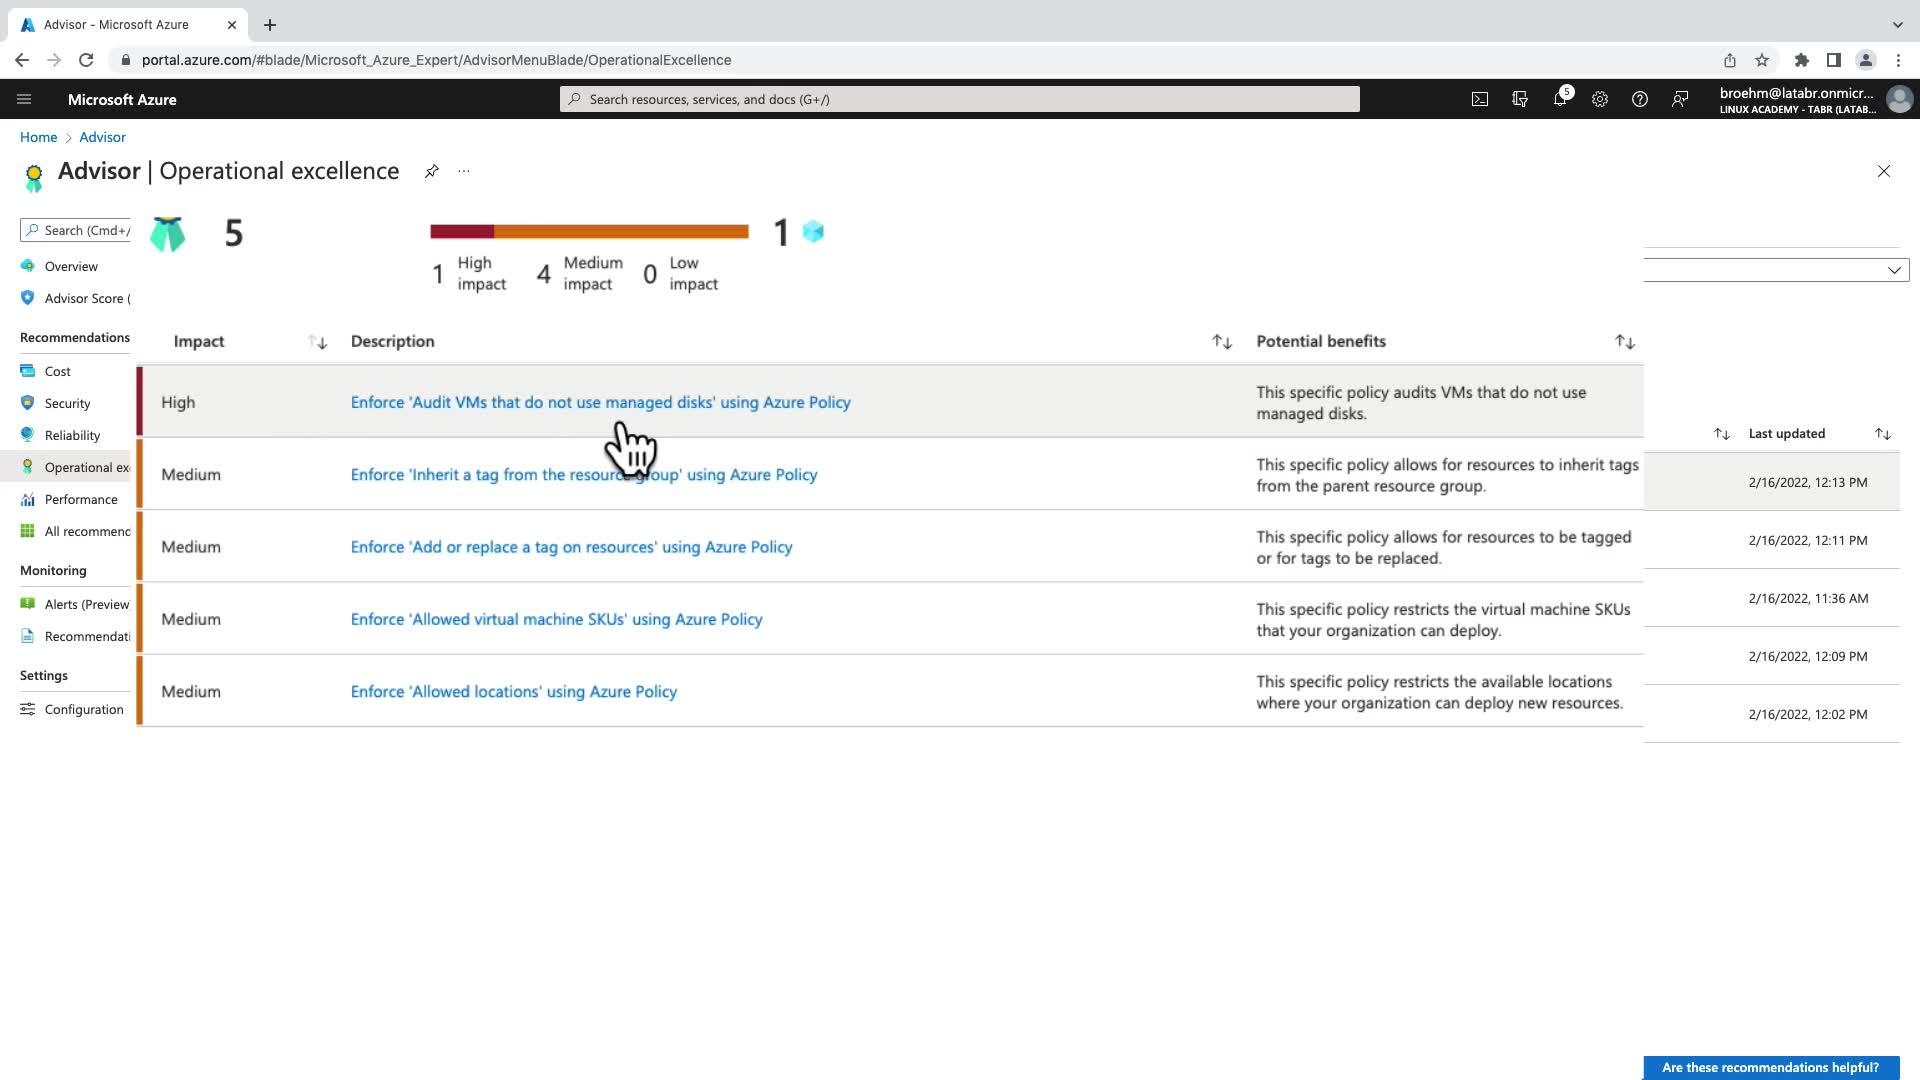 Advisor - Microsoft Azure
portal.azure.com/#blade/Microsoft_Azure_Expert/AdvisorMenuBlade/OperationalExcellence
Microsoft Azure
Search resources, services, and docs (G+/)
5
broehm@latabr.onmicr...
LINUX ACADEMY - TABR (LATAB...
Home > Advisor
Advisor | Operational excellence
...
Search (Cmd+/
Overview
Advisor Score (
Recommendations
Cost
Security
Reliability
Operational ex
Performance
All recommend
Monitoring
Alerts (Preview
Recommendati
Settings
Configuration
5
1
1 High impact
4 Medium impact
0 Low impact
Impact Description Potential benefits
High Enforce 'Audit VMs that do not use managed disks' using Azure Policy This specific policy audits VMs that do not use
managed disks.
Medium Enforce 'Inherit a tag from the resource group' using Azure Policy This specific policy allows for resources to inherit tags
from the parent resource group.
Medium Enforce 'Add or replace a tag on resources' using Azure Policy This specific policy allows for resources to be tagged
or for tags to be replaced.
Medium Enforce 'Allowed virtual machine SKUs' using Azure Policy This specific policy restricts the virtual machine SKUs
that your organization can deploy.
Medium Enforce 'Allowed locations' using Azure Policy This specific policy restricts the available locations
where your organization can deploy new resources.
Last updated
2/16/2022, 12:13 PM
2/16/2022, 12:11 PM
2/16/2022, 11:36 AM
2/16/2022, 12:09 PM
2/16/2022, 12:02 PM
Are these recommendations helpful?